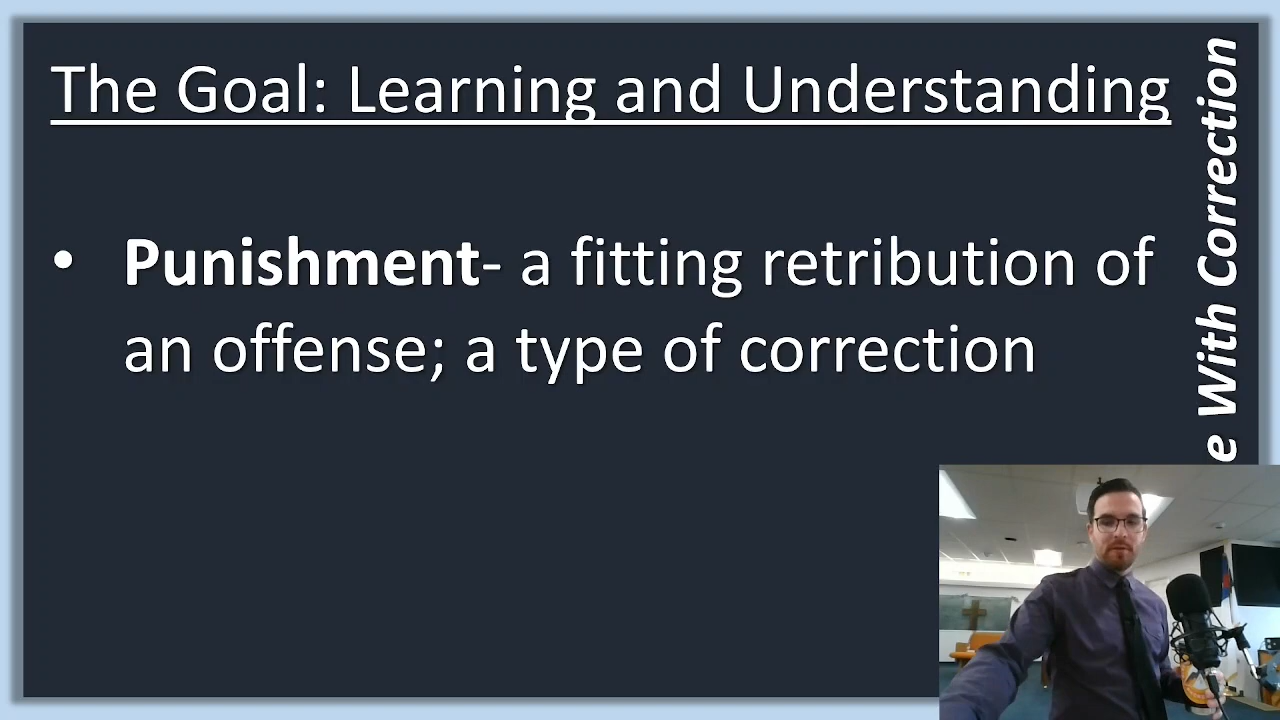 The Goal: Learning and Understanding
• Punishment- a fitting retribution of
an offense; a type of correction
e With Correction